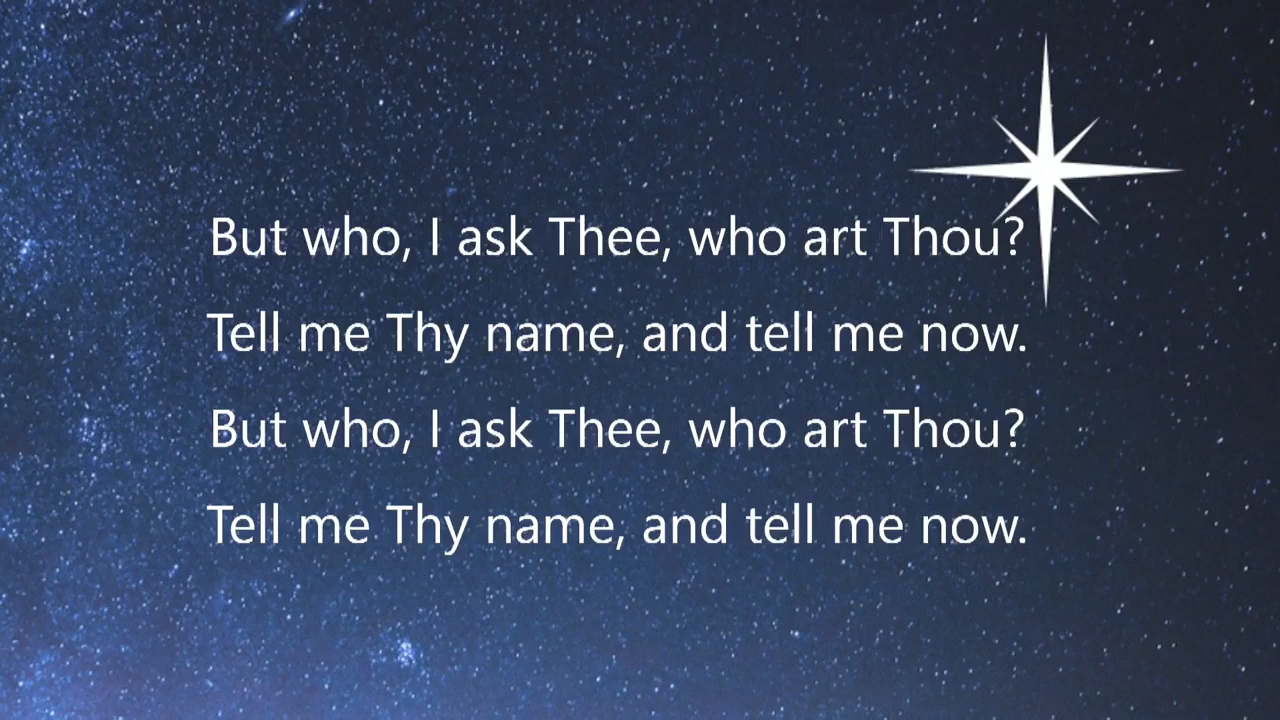 But who, I ask Thee, who art Thou?
Tell me Thy name, and tell me now.
But who, I ask Thee, who art Thou?
Tell me Thy name, and tell me now.